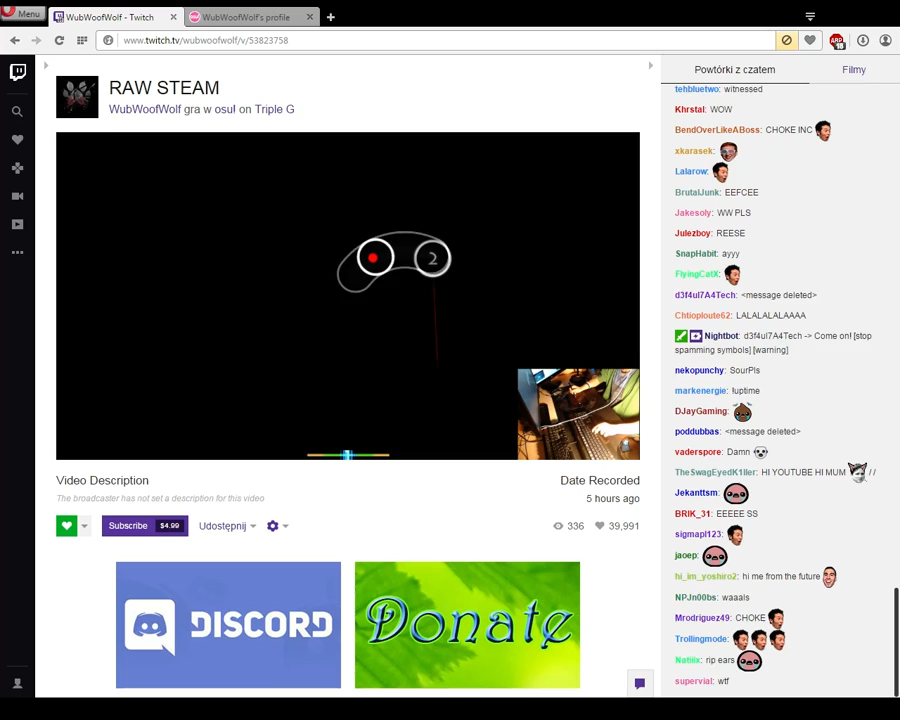 Menu
WubWoofWolf - Twitch
WubWoofWolf's profile
www.twitch.tv/wubwoofwolf/v/53823758
RAW STEAM
WubWoofWolf gra w osu! on Triple G
2
Video Description
The broadcaster has not set a description for this video
Date Recorded
5 hours ago
Subscribe $4.99
Udostępnij
336
39,991
DISCORD
Donate
Powtórki z czatem
Filmy
tehbluetwo: witnessed
Khrstal: WOW
BendOverLikeABoss: CHOKE INC
xkarasek:
Lalarow:
BrutalJunk: EEFCEE
Jakesoly: WW PLS
Julezboy: REESE
SnapHabit: ayyy
FlyingCatX:
d3f4ul7A4Tech: <message deleted>
Chtioploute62: LALALALALAAAA
Nightbot: d3f4ul7A4Tech -> Come on! [stop
spamming symbols] [warning]
nekopunchy: SourPls
markenergie: !uptime
DJayGaming:
poddubbas: <message deleted>
vaderspore: Damn
TheSwagEyedK1ller: HI YOUTUBE HI MUM / /
Jekanttsm:
BRIK_31: EEEEE SS
sigmapl123:
jaoep:
hi_im_yoshiro2: hi me from the future
NPJn00bs: waaals
Mrodriguez49: CHOKE
Trollingmode:
Natiiix: rip ears
supervial: wtf